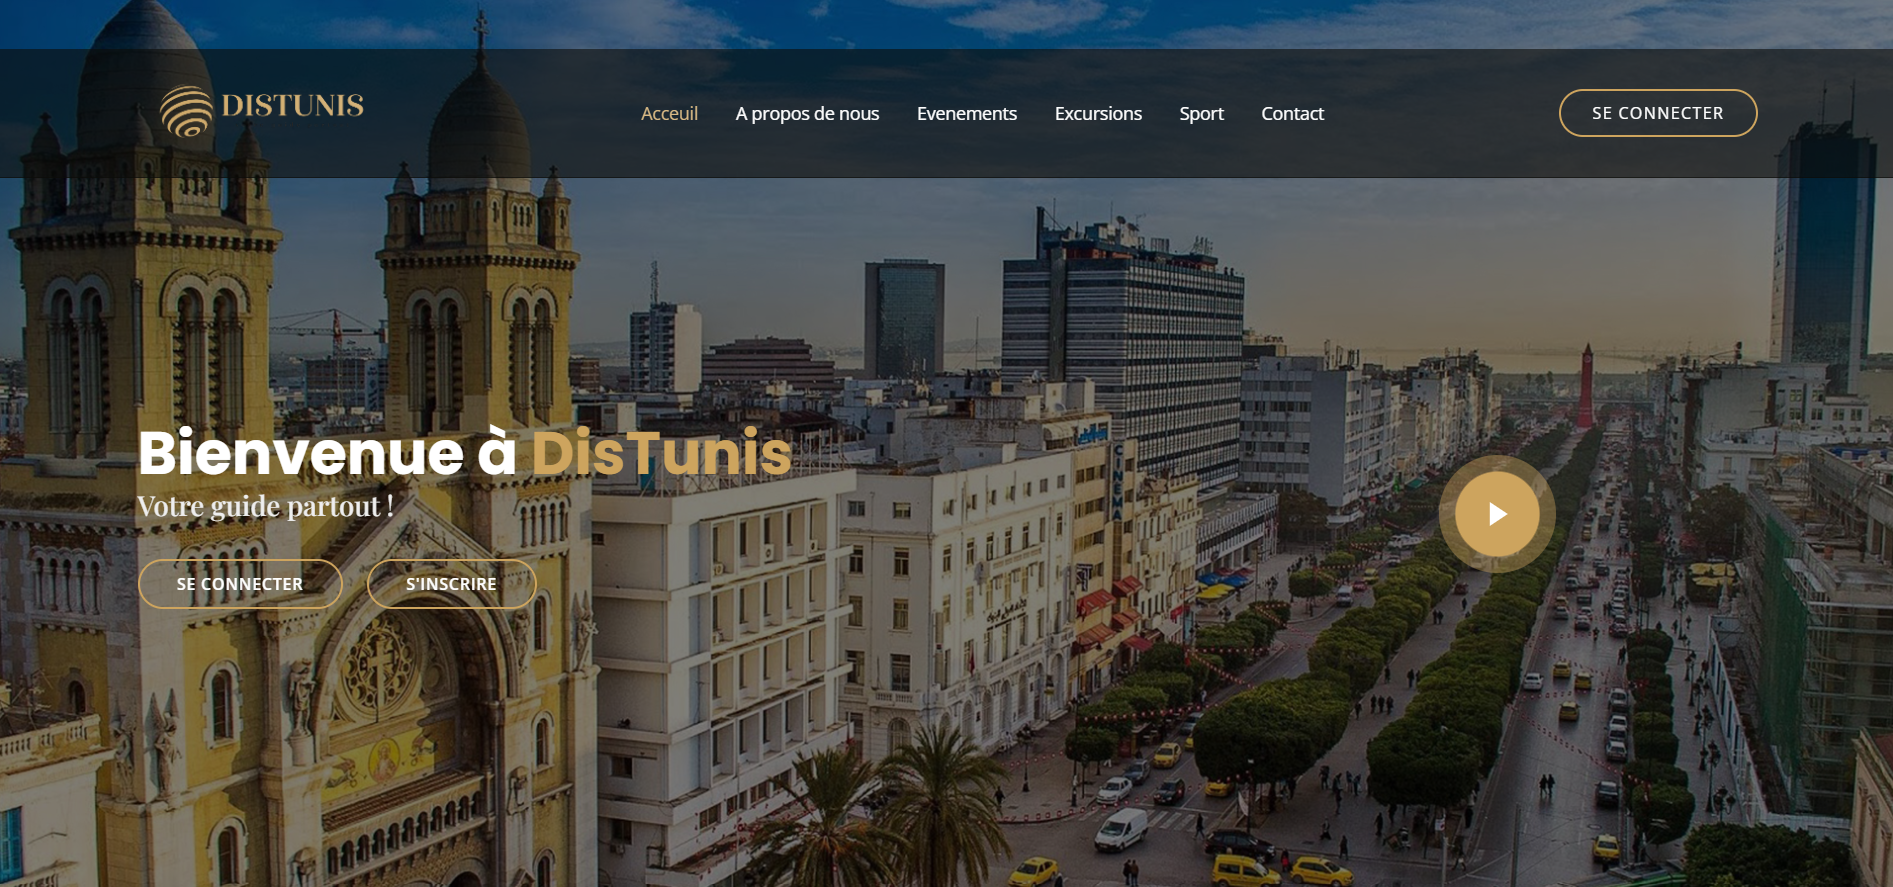 DISTUNIS
Acceuil
A propos de nous
Evenements
Excursions
Sport
Contact
SE CONNECTER
Bienvenue à DisTunis
Votre guide partout !
SE CONNECTER
S'INSCRIRE
CINEMA